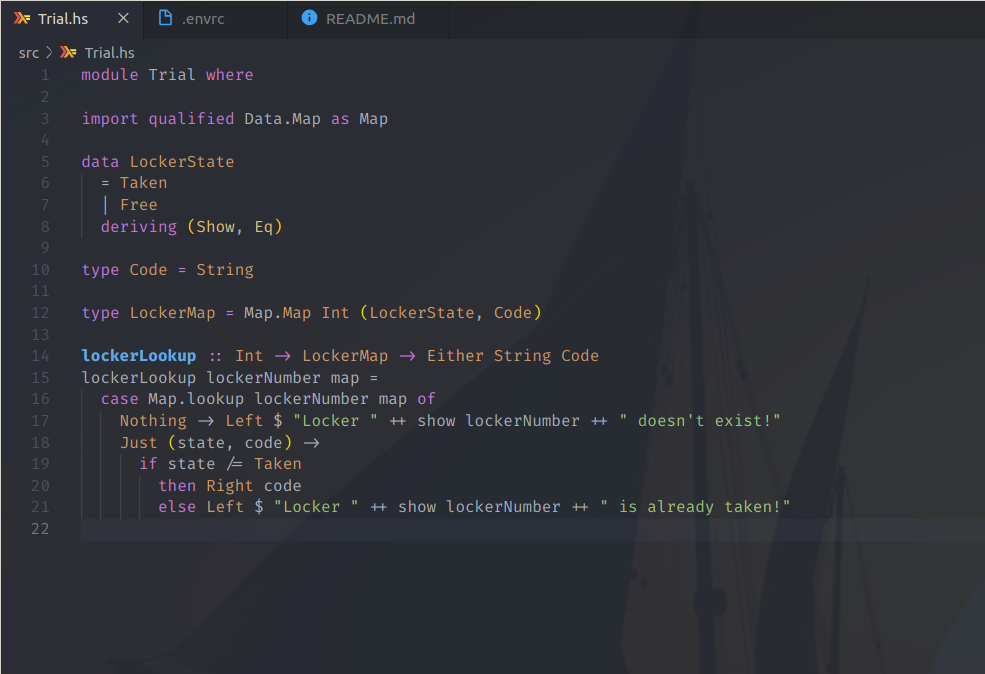 Trial.hs .envrc README.md
src Trial.hs
1 module Trial where
2
3 import qualified Data.Map as Map
4
5 data LockerState
6   = Taken
7   | Free
8   deriving (Show, Eq)
9
10 type Code = String
11
12 type LockerMap = Map.Map Int (LockerState, Code)
13
14 lockerLookup :: Int -> LockerMap -> Either String Code
15 lockerLookup lockerNumber map =
16   case Map.lookup lockerNumber map of
17     Nothing -> Left $ "Locker " ++ show lockerNumber ++ " doesn't exist!"
18     Just (state, code) ->
19       if state /= Taken
20         then Right code
21         else Left $ "Locker " ++ show lockerNumber ++ " is already taken!"
22